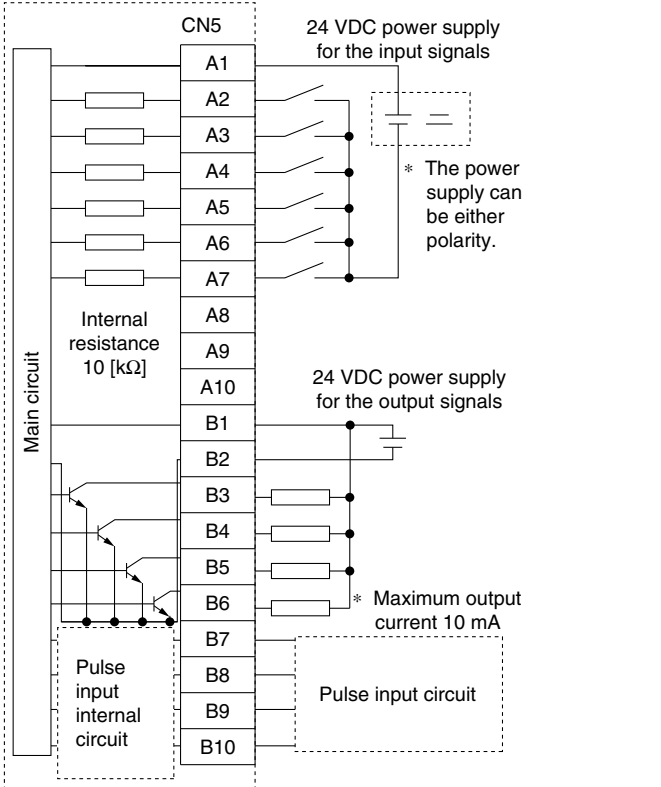 CN5
24 VDC power supply
for the input signals
A1
A2
A3
A4
A5
A6
A7
A8
A9
A10
B1
B2
B3
B4
B5
B6
B7
B8
B9
B10
* The power
supply can
be either
polarity.
Internal
resistance
10 [kΩ]
Main circuit
24 VDC power supply
for the output signals
* Maximum output
current 10 mA
Pulse
input
internal
circuit
Pulse input circuit